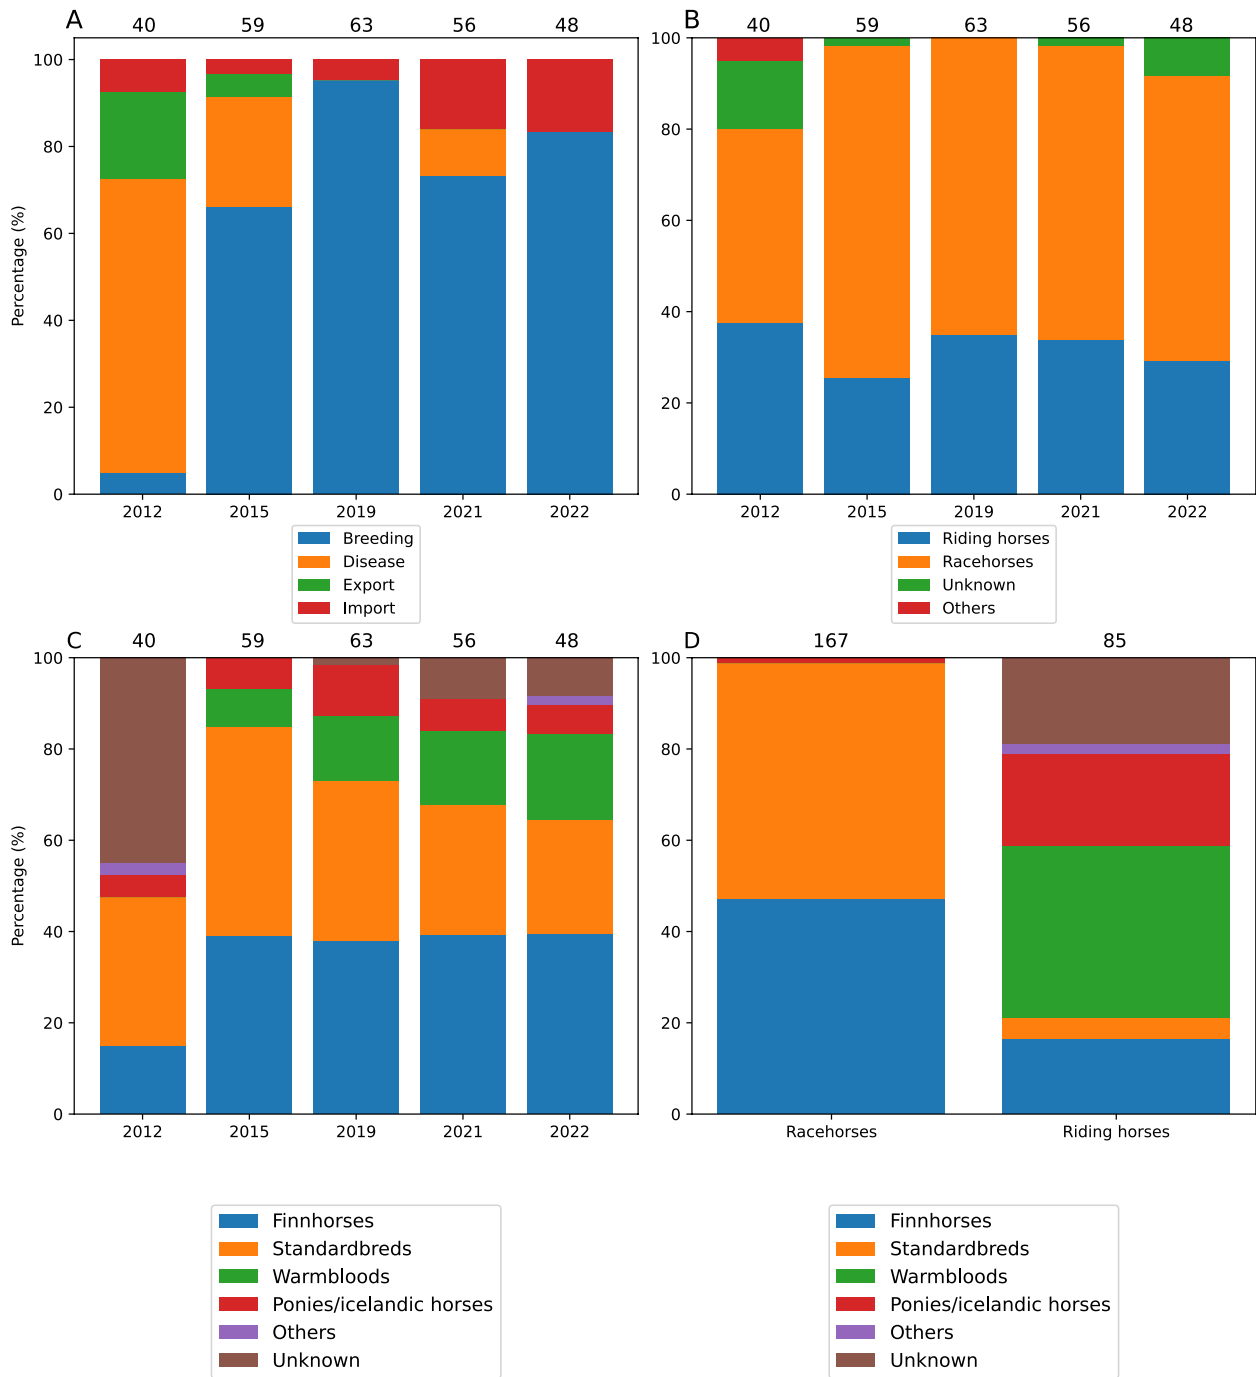 A 40 59 63 56 48
B 40 59 63 56 48
Percentage (%)
100
80
60
40
20
0
2012 2015 2019 2021 2022
Breeding
Disease
Export
Import
100
80
60
40
20
0
2012 2015 2019 2021 2022
Riding horses
Racehorses
Unknown
Others
C 40 59 63 56 48
D 167 85
Percentage (%)
100
80
60
40
20
0
2012 2015 2019 2021 2022
Finnhorses
Standardbreds
Warmbloods
Ponies/icelandic horses
Others
Unknown
100
80
60
40
20
0
Racehorses Riding horses
Finnhorses
Standardbreds
Warmbloods
Ponies/icelandic horses
Others
Unknown